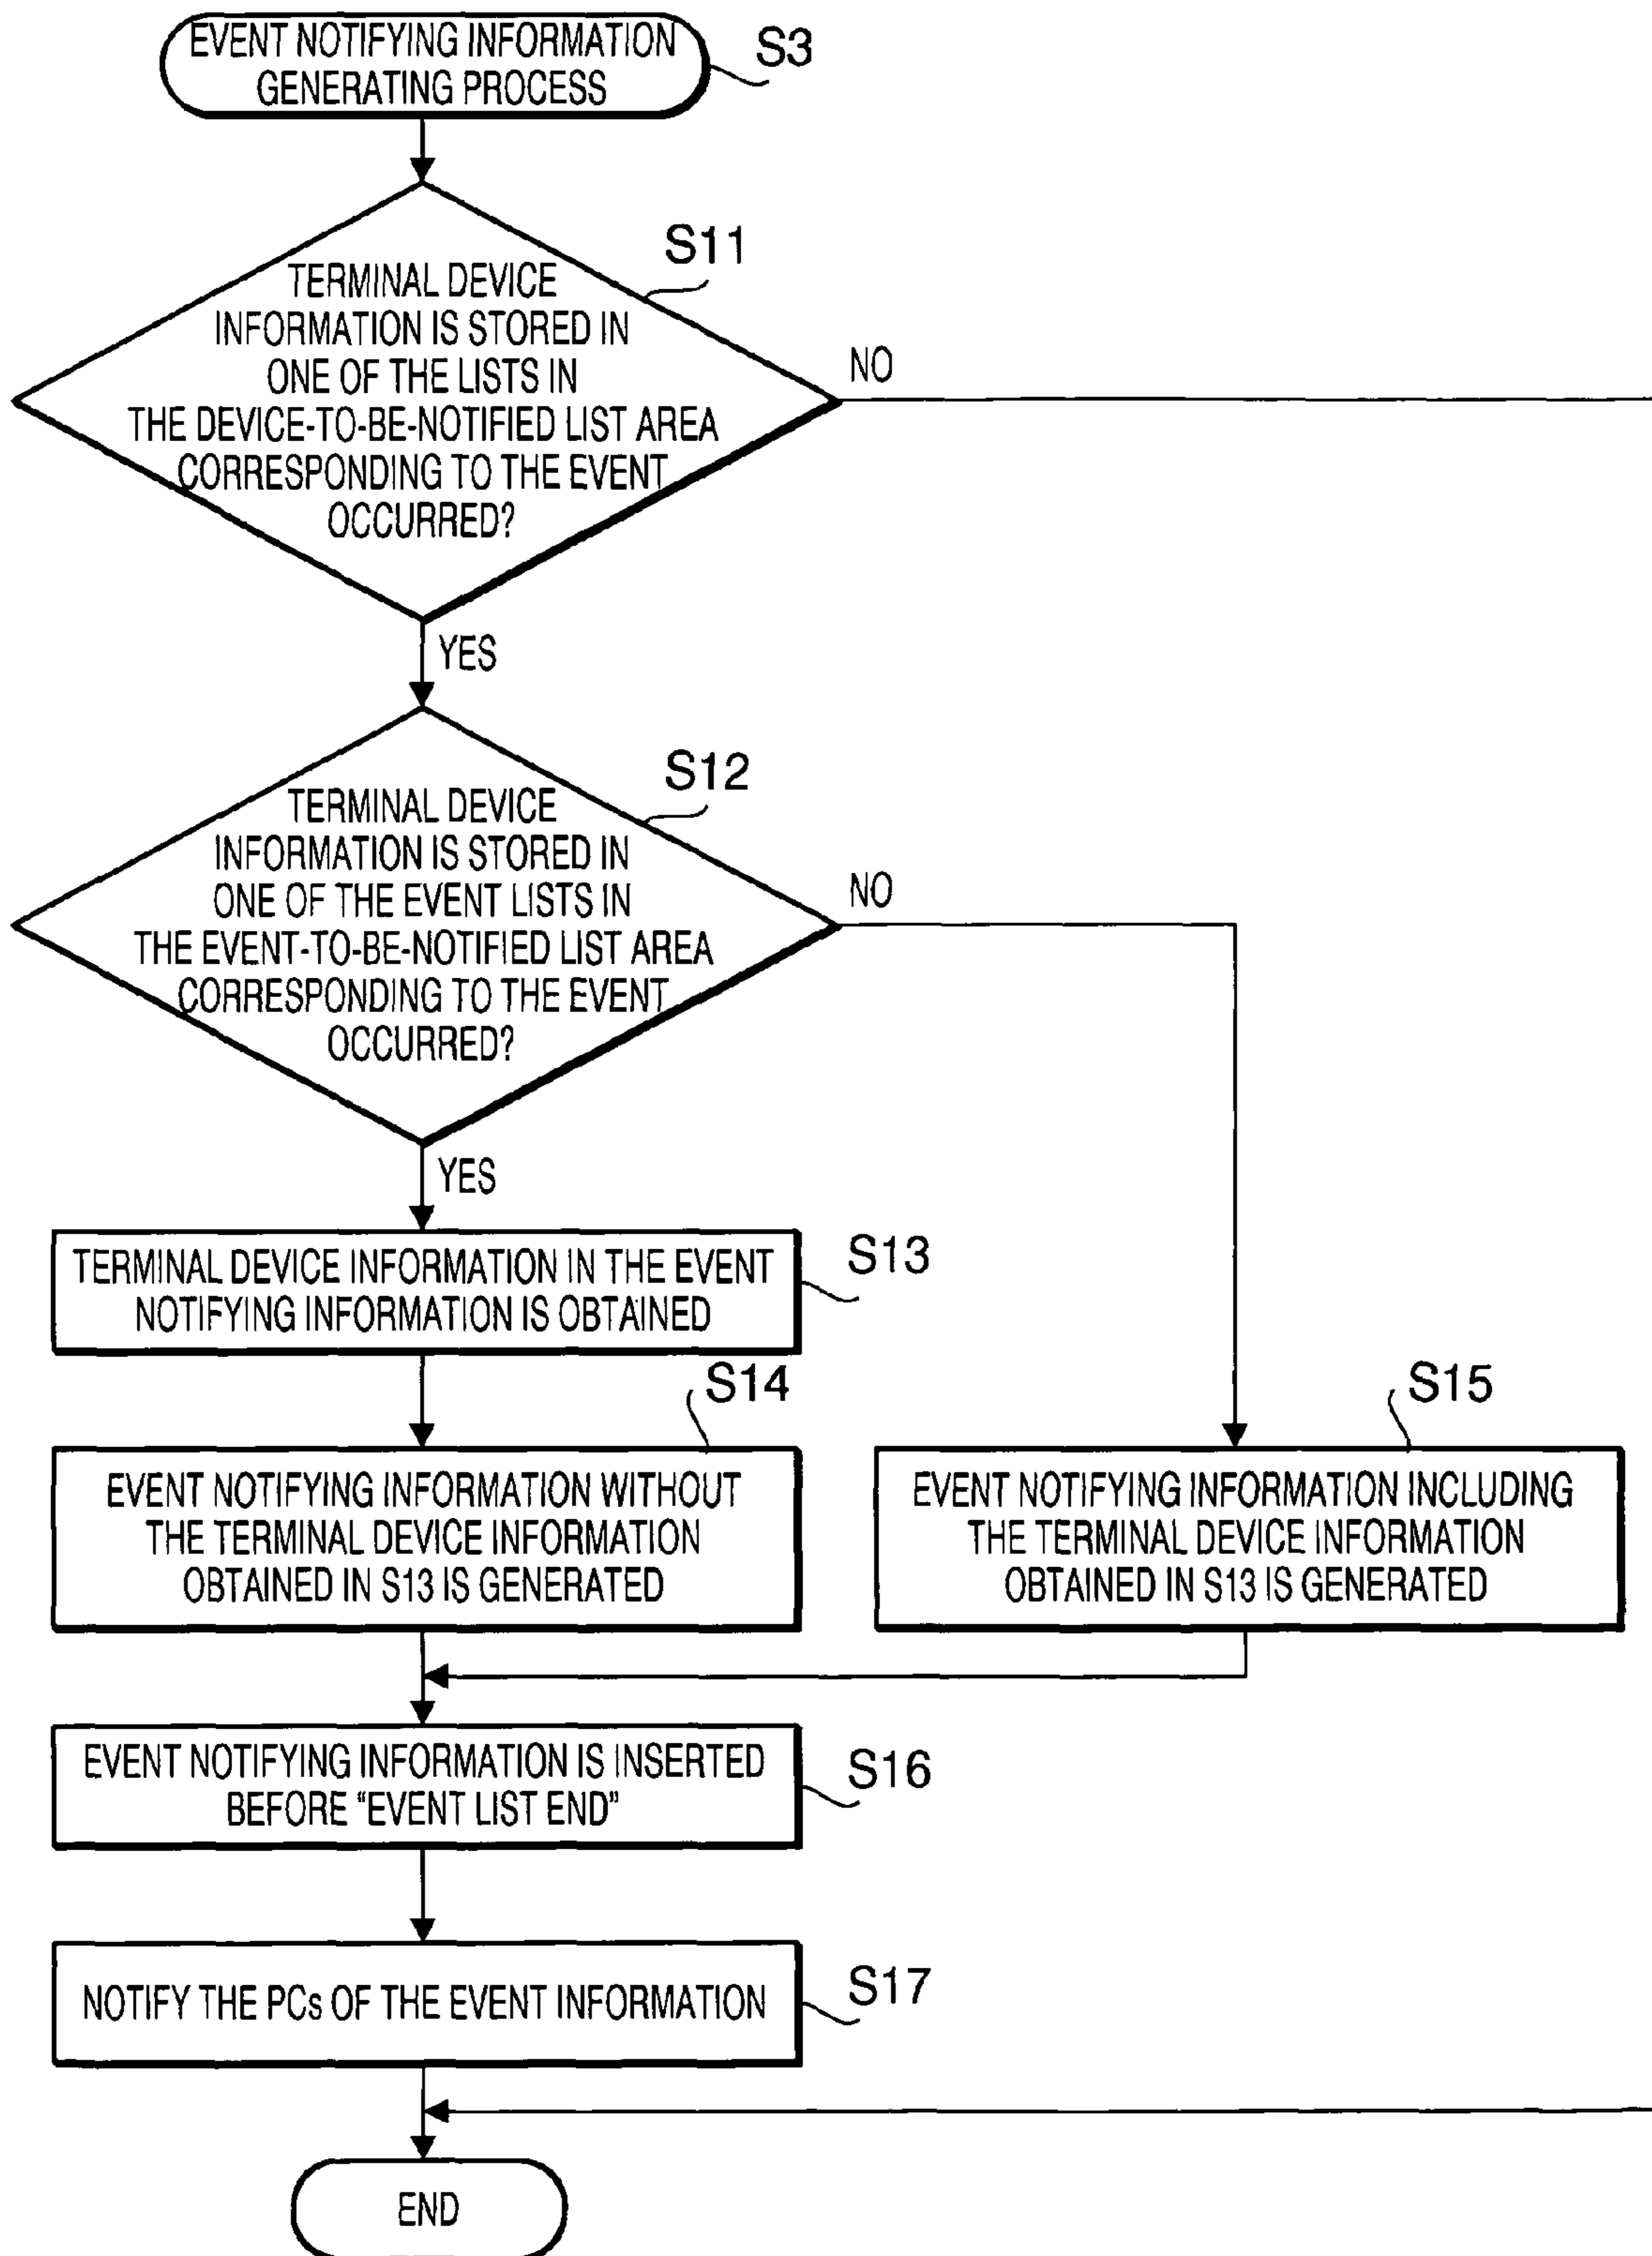 EVENT NOTIFYING INFORMATION
GENERATING PROCESS
S3
S11
TERMINAL DEVICE
INFORMATION IS STORED IN
ONE OF THE LISTS IN
THE DEVICE-TO-BE-NOTIFIED LIST AREA
CORRESPONDING TO THE EVENT
OCCURRED?
NO
YES
S12
TERMINAL DEVICE
INFORMATION IS STORED IN
ONE OF THE EVENT LISTS IN
THE EVENT-TO-BE-NOTIFIED LIST AREA
CORRESPONDING TO THE EVENT
OCCURRED?
NO
YES
TERMINAL DEVICE INFORMATION IN THE EVENT
NOTIFYING INFORMATION IS OBTAINED
S13
S14
EVENT NOTIFYING INFORMATION WITHOUT
THE TERMINAL DEVICE INFORMATION
OBTAINED IN S13 IS GENERATED
S15
EVENT NOTIFYING INFORMATION INCLUDING
THE TERMINAL DEVICE INFORMATION
OBTAINED IN S13 IS GENERATED
EVENT NOTIFYING INFORMATION IS INSERTED
BEFORE "EVENT LIST END"
S16
NOTIFY THE PCs OF THE EVENT INFORMATION
S17
END